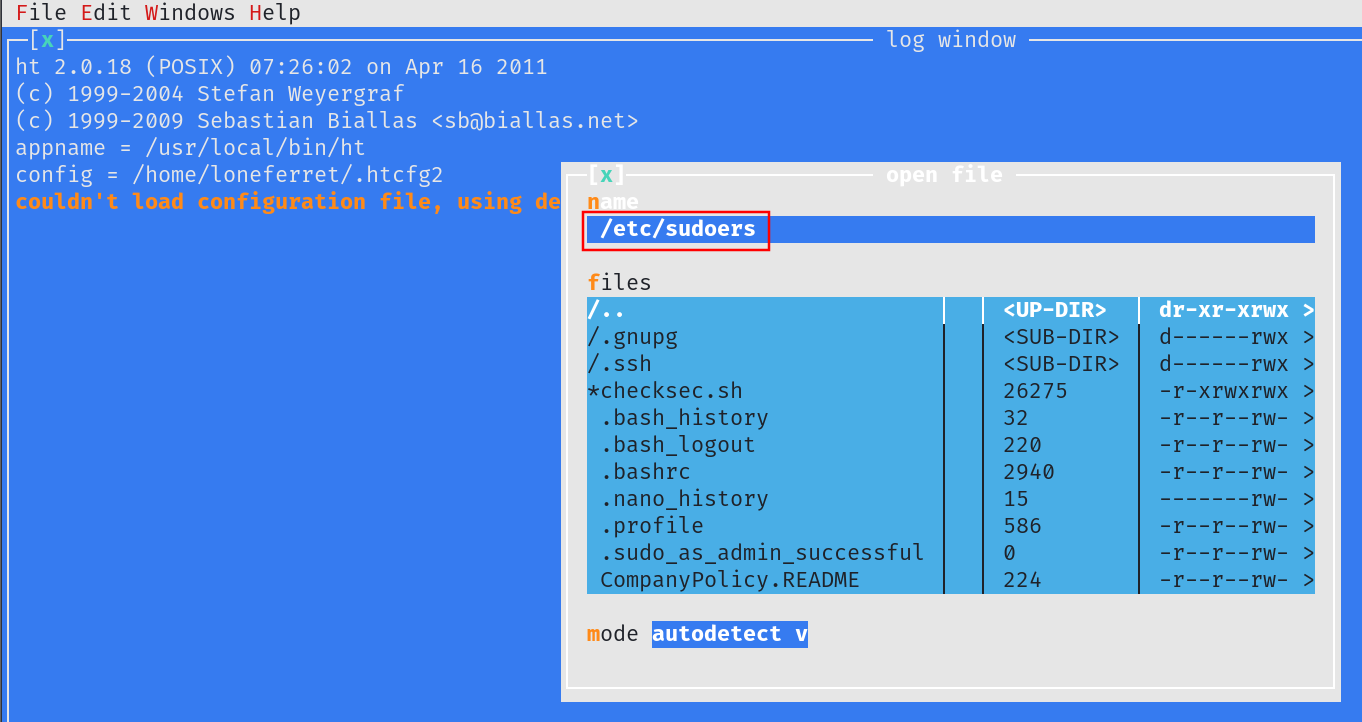 File Edit Windows Help
[x] log window
ht 2.0.18 (POSIX) 07:26:02 on Apr 16 2011
(c) 1999-2004 Stefan Weyergraf
(c) 1999-2009 Sebastian Biallas <sb@biallas.net>
appname = /usr/local/bin/ht
config = /home/loneferret/.htcfg2
couldn't load configuration file, using de
[x] open file
name
/etc/sudoers
files
/.. <UP-DIR> dr-xr-xrwx >
/.gnupg <SUB-DIR> d------rwx >
/.ssh <SUB-DIR> d------rwx >
*checksec.sh 26275 -r-xrwxrwx >
.bash_history 32 -r--r--rw- >
.bash_logout 220 -r--r--rw- >
.bashrc 2940 -r--r--rw- >
.nano_history 15 -------rw- >
.profile 586 -r--r--rw- >
.sudo_as_admin_successful 0 -r--r--rw- >
CompanyPolicy.README 224 -r--r--rw- >
mode autodetect v